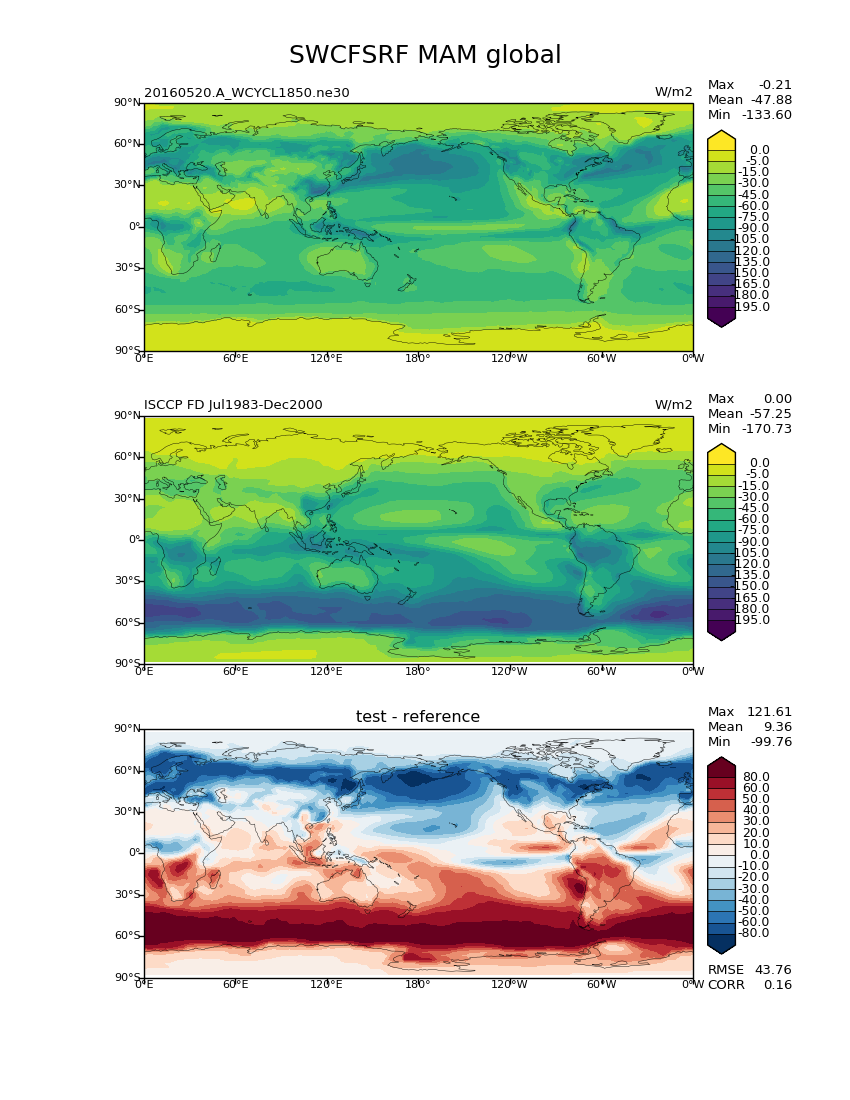 SWCFSRF MAM global
20160520.A_WCYCL1850.ne30 W/m2
Max -0.21
Mean -47.88
Min -133.60
90°N
60°N
30°N
0°
30°S
60°S
90°S
0°E 60°E 120°E 180° 120°W 60°W 0°W
0.0
-5.0
-15.0
-30.0
-45.0
-60.0
-75.0
-90.0
-105.0
-120.0
-135.0
-150.0
-165.0
-180.0
-195.0
ISCCP FD Jul1983-Dec2000 W/m2
Max 0.00
Mean -57.25
Min -170.73
90°N
60°N
30°N
0°
30°S
60°S
90°S
0°E 60°E 120°E 180° 120°W 60°W 0°W
0.0
-5.0
-15.0
-30.0
-45.0
-60.0
-75.0
-90.0
-105.0
-120.0
-135.0
-150.0
-165.0
-180.0
-195.0
test - reference
Max 121.61
Mean 9.36
Min -99.76
90°N
60°N
30°N
0°
30°S
60°S
90°S
0°E 60°E 120°E 180° 120°W 60°W 0°W
80.0
60.0
50.0
40.0
30.0
20.0
10.0
0.0
-10.0
-20.0
-30.0
-40.0
-50.0
-60.0
-80.0
RMSE 43.76
CORR 0.16